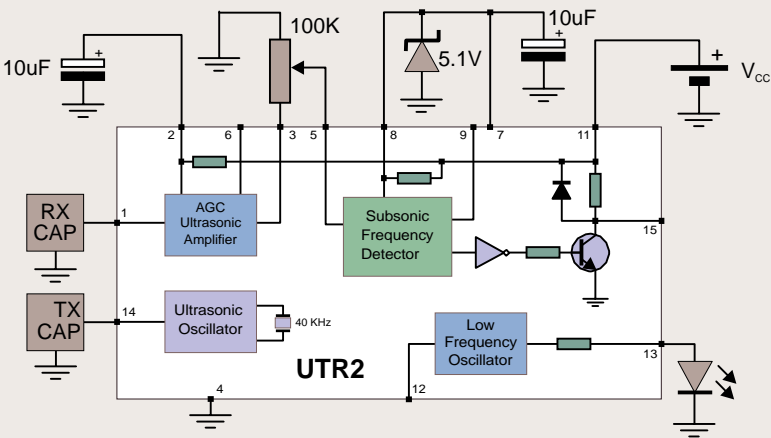 10uF
+
100K
5.1V
10uF
+
+
VCC
2
6
3
5
8
9
7
11
RX
CAP
1
AGC
Ultrasonic
Amplifier
Subsonic
Frequency
Detector
15
TX
CAP
14
Ultrasonic
Oscillator
40 KHz
Low
Frequency
Oscillator
13
UTR2
4
12